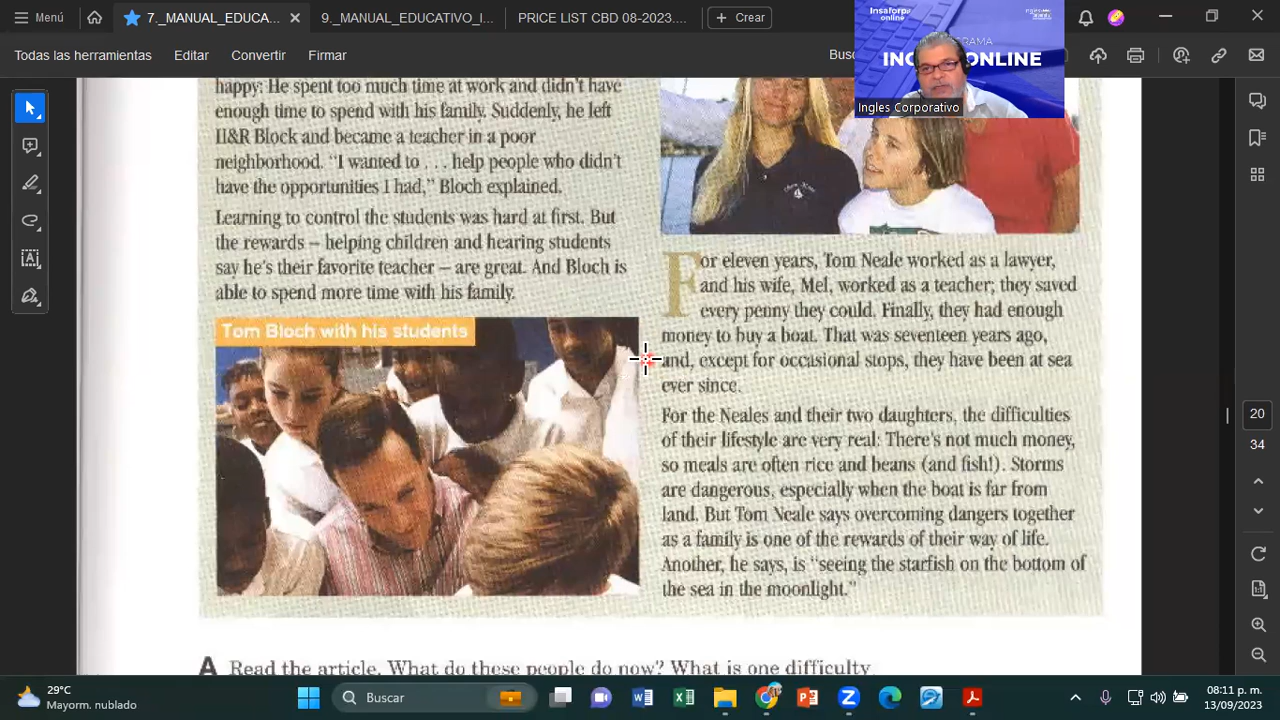 Menú
7._MANUAL_EDUCA...
9._MANUAL_EDUCATIVO_I...
PRICE LIST CBD 08-2023....
Crear
Todas las herramientas
Editar
Convertir
Firmar
Insaforp
online
INGLES CORPORATIVO
Ingles Corporativo
happy: He spent too much time at work and didn't have
enough time to spend with his family. Suddenly, he left
H&R Block and became a teacher in a poor
neighborhood. "I wanted to . . . help people who didn't
have the opportunities I had," Bloch explained.
Learning to control the students was hard at first. But
the rewards – helping children and hearing students
say he's their favorite teacher – are great. And Bloch is
able to spend more time with his family.
Tom Bloch with his students
For eleven years, Tom Neale worked as a lawyer,
and his wife, Mel, worked as a teacher; they saved
every penny they could. Finally, they had enough
money to buy a boat. That was seventeen years ago,
and, except for occasional stops, they have been at sea
ever since.
For the Neales and their two daughters, the difficulties
of their lifestyle are very real: There's not much money,
so meals are often rice and beans (and fish!). Storms
are dangerous, especially when the boat is far from
land. But Tom Neale says overcoming dangers together
as a family is one of the rewards of their way of life.
Another, he says, is "seeing the starfish on the bottom of
the sea in the moonlight."
A Read the article. What do these people do now? What is one difficulty
20
34
29°C
Mayorm. nublado
Buscar
08:11 p. m.
13/09/2023